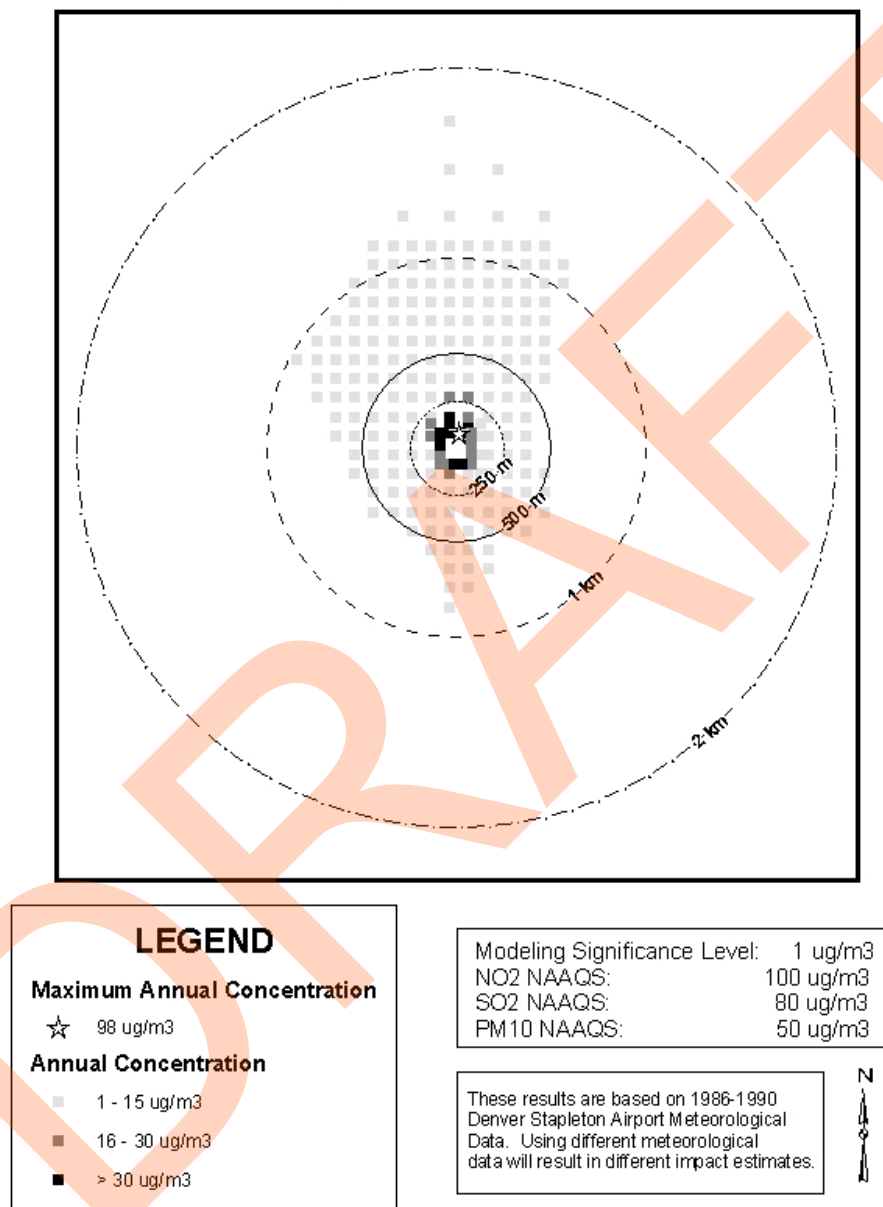 250-m
500-m
1-km
2-km
LEGEND
Maximum Annual Concentration
98 ug/m3
Annual Concentration
1 - 15 ug/m3
16 - 30 ug/m3
> 30 ug/m3
Modeling Significance Level: 1 ug/m3
NO2 NAAQS: 100 ug/m3
SO2 NAAQS: 80 ug/m3
PM10 NAAQS: 50 ug/m3
These results are based on 1986-1990
Denver Stapleton Airport Meteorological
Data. Using different meteorological
data will result in different impact estimates.
N
DRAFT